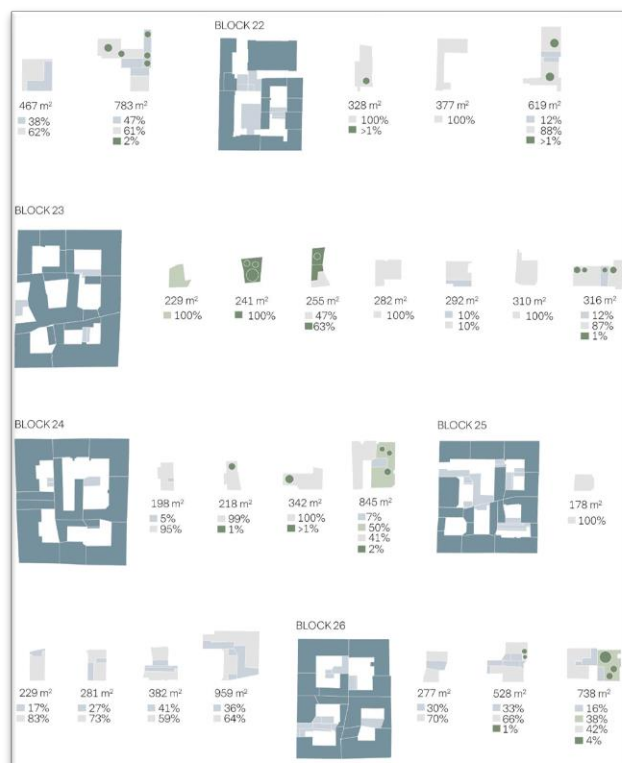 BLOCK 22
467 m²
38%
62%
783 m²
47%
61%
2%
328 m²
100%
>1%
377 m²
100%
619 m²
12%
88%
>1%
BLOCK 23
229 m²
100%
241 m²
100%
255 m²
47%
63%
282 m²
100%
292 m²
10%
10%
310 m²
100%
316 m²
12%
87%
1%
BLOCK 24
198 m²
5%
95%
218 m²
99%
1%
342 m²
100%
>1%
845 m²
7%
50%
41%
2%
BLOCK 25
178 m²
100%
229 m²
17%
83%
281 m²
27%
73%
382 m²
41%
59%
959 m²
36%
64%
BLOCK 26
277 m²
30%
70%
528 m²
33%
66%
1%
738 m²
16%
38%
42%
4%